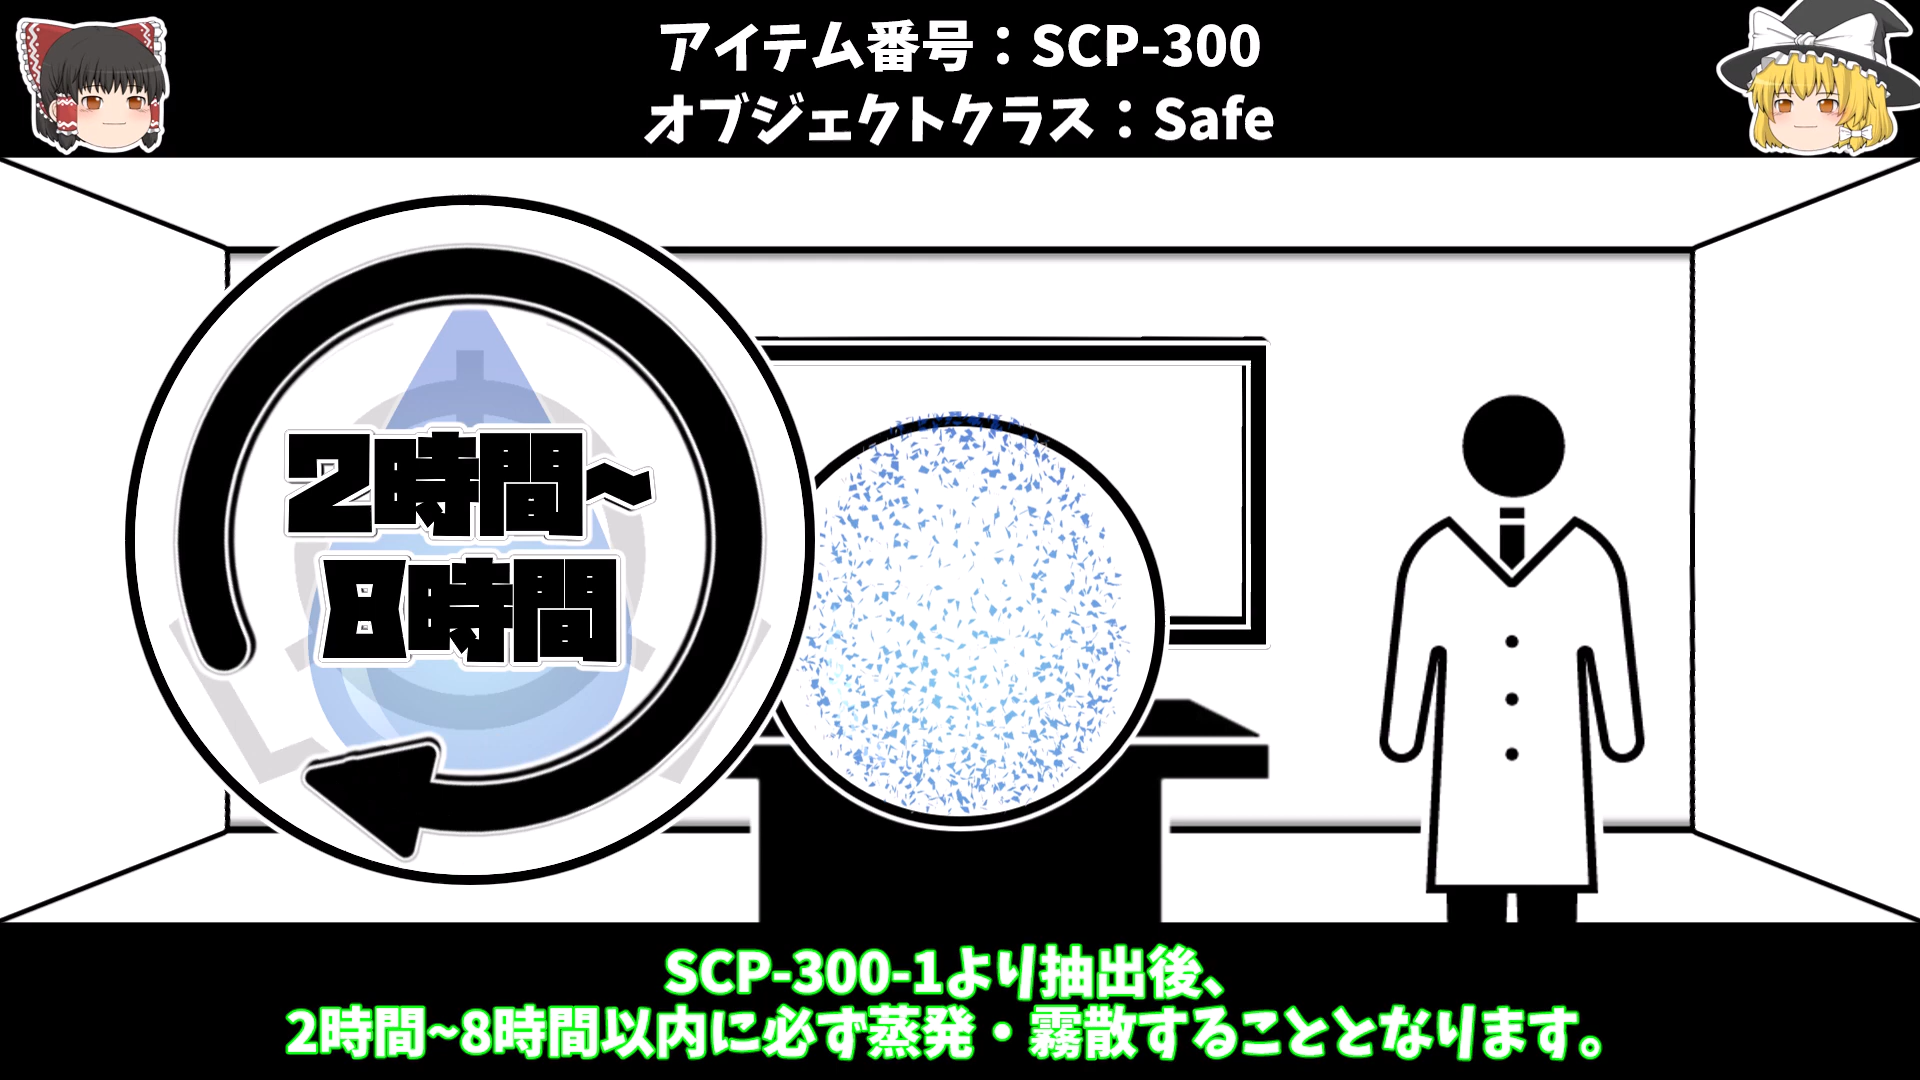 アイテム番号：SCP-300
オブジェクトクラス：Safe
2時間~
8時間
SCP-300-1より抽出後、
2時間~8時間以内に必ず蒸発・霧散することとなります。